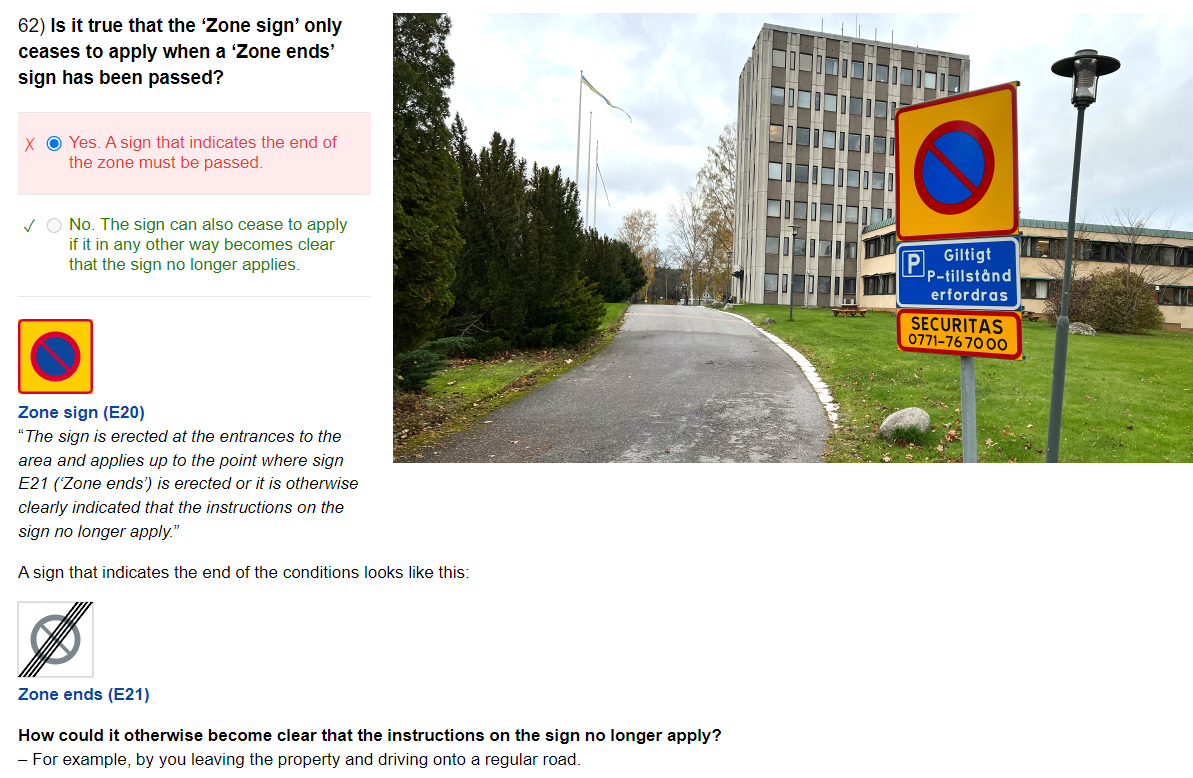 62) Is it true that the ‘Zone sign’ only
ceases to apply when a ‘Zone ends’
sign has been passed?
✗ Yes. A sign that indicates the end of
the zone must be passed.
✓ No. The sign can also cease to apply
if it in any other way becomes clear
that the sign no longer applies.
Zone sign (E20)
“The sign is erected at the entrances to the
area and applies up to the point where sign
E21 (‘Zone ends’) is erected or it is otherwise
clearly indicated that the instructions on the
sign no longer apply.”
A sign that indicates the end of the conditions looks like this:
Zone ends (E21)
How could it otherwise become clear that the instructions on the sign no longer apply?
– For example, by you leaving the property and driving onto a regular road.
P Giltigt
P-tillstånd
erfordras
SECURITAS
0771-76 70 00